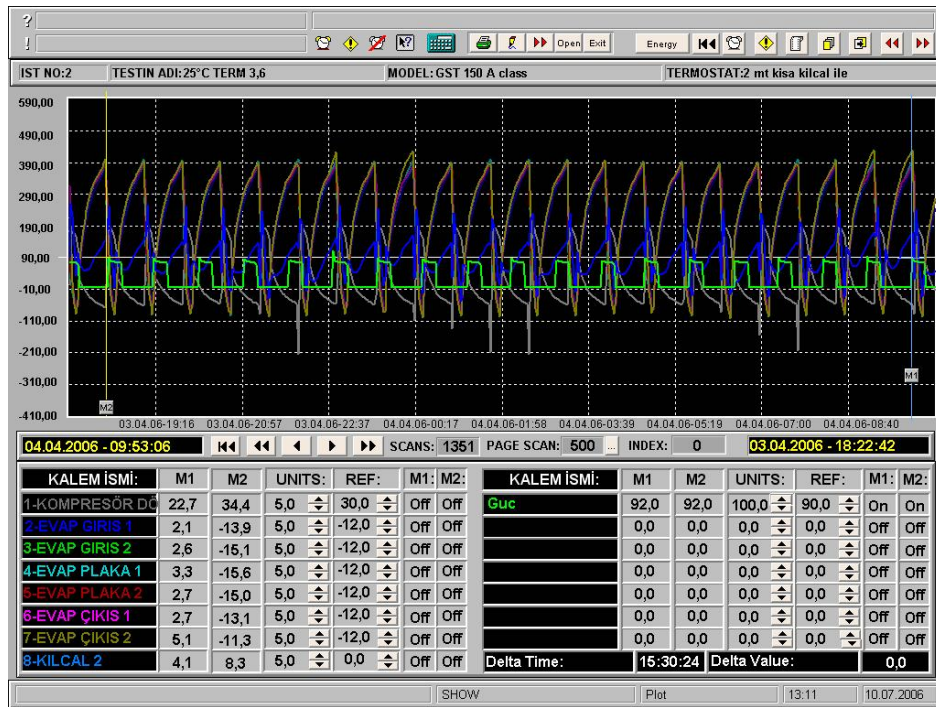 ?
!
Open Exit Energy
IST NO:2 TESTIN ADI:25°C TERM 3,6 MODEL: GST 150 A class TERMOSTAT:2 mt kisa kilcal ile
590,00
490,00
390,00
290,00
190,00
90,00
-10,00
-110,00
-210,00
-310,00
-410,00
M2 M1
03.04.06-19:16 03.04.06-20:57 03.04.06-22:37 04.04.06-00:17 04.04.06-01:58 04.04.06-03:39 04.04.06-05:19 04.04.06-07:00 04.04.06-08:40
04.04.2006 - 09:53:06 SCANS: 1351 PAGE SCAN: 500 ... INDEX: 0 03.04.2006 - 18:22:42
KALEM İSMİ: M1 M2 UNITS: REF: M1: M2: KALEM İSMİ: M1 M2 UNITS: REF: M1: M2:
1-KOMPRESÖR DÖ 22,7 34,4 5,0 30,0 Off Off Guc 92,0 92,0 100,0 90,0 On On
2-EVAP GIRIS 1 2,1 -13,9 5,0 -12,0 Off Off 0,0 0,0 0,0 0,0 Off Off
3-EVAP GIRIS 2 2,6 -15,1 5,0 -12,0 Off Off 0,0 0,0 0,0 0,0 Off Off
4-EVAP PLAKA 1 3,3 -15,6 5,0 -12,0 Off Off 0,0 0,0 0,0 0,0 Off Off
5-EVAP PLAKA 2 2,7 -15,0 5,0 -12,0 Off Off 0,0 0,0 0,0 0,0 Off Off
6-EVAP ÇIKIS 1 2,7 -13,1 5,0 -12,0 Off Off 0,0 0,0 0,0 0,0 Off Off
7-EVAP ÇIKIS 2 5,1 -11,3 5,0 -12,0 Off Off 0,0 0,0 0,0 0,0 Off Off
8-KILCAL 2 4,1 8,3 5,0 0,0 Off Off Delta Time: 15:30:24 Delta Value: 0,0
SHOW Plot 13:11 10.07.2006